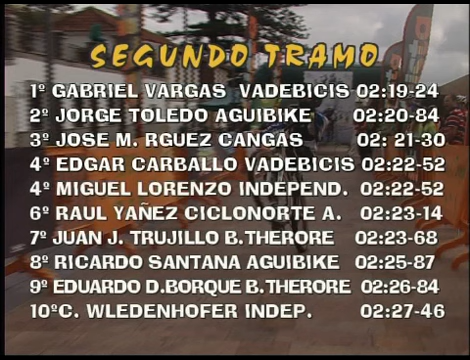 SEGUNDO TRAMO
1º GABRIEL VARGAS VADEBICIS 02:19-24
2º JORGE TOLEDO AGUIBIKE 02:20-84
3º JOSE M. RGUEZ CANGAS 02: 21-30
4º EDGAR CARBALLO VADEBICIS 02:22-52
4º MIGUEL LORENZO INDEPEND. 02:22-52
6º RAUL YAÑEZ CICLONORTE A. 02:23-14
7º JUAN J. TRUJILLO B.THERORE 02:23-68
8º RICARDO SANTANA AGUIBIKE 02:25-87
9º EDUARDO D.BORQUE B.THERORE 02:26-84
10ºC. WLEDENHOFER INDEP. 02:27-46